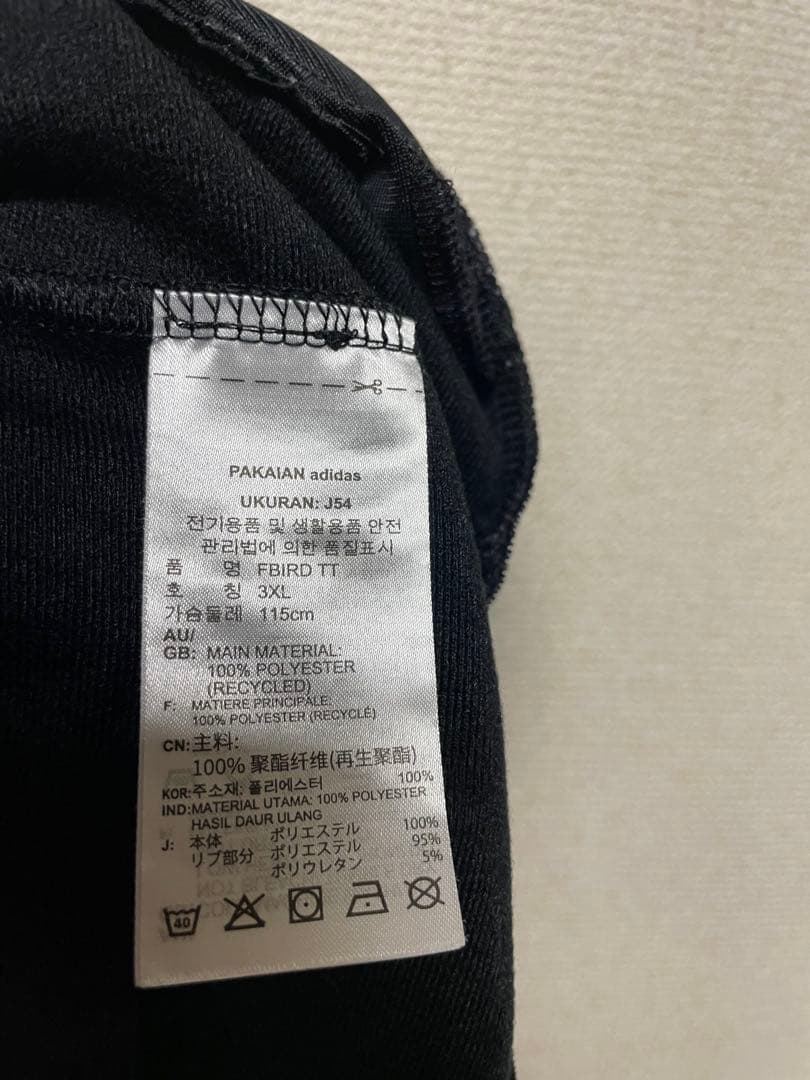 PAKAIAN adidas
UKURAN: J54
전기용품 및 생활용품 안전
관리법에 의한 품질표시
품 명 FBIRD TT
호 칭 3XL
가슴둘레 115cm
AU/
GB: MAIN MATERIAL:
100% POLYESTER
(RECYCLED)
F: MATIERE PRINCIPALE:
100% POLYESTER (RECYCLÉ)
CN:主料:
100% 聚酯纤维(再生聚酯)
KOR:주소재: 폴리에스터 100%
IND:MATERIAL UTAMA: 100% POLYESTER
HASIL DAUR ULANG
J: 本体 ポリエステル 100%
リブ部分 ポリエステル 95%
ポリウレタン 5%
40